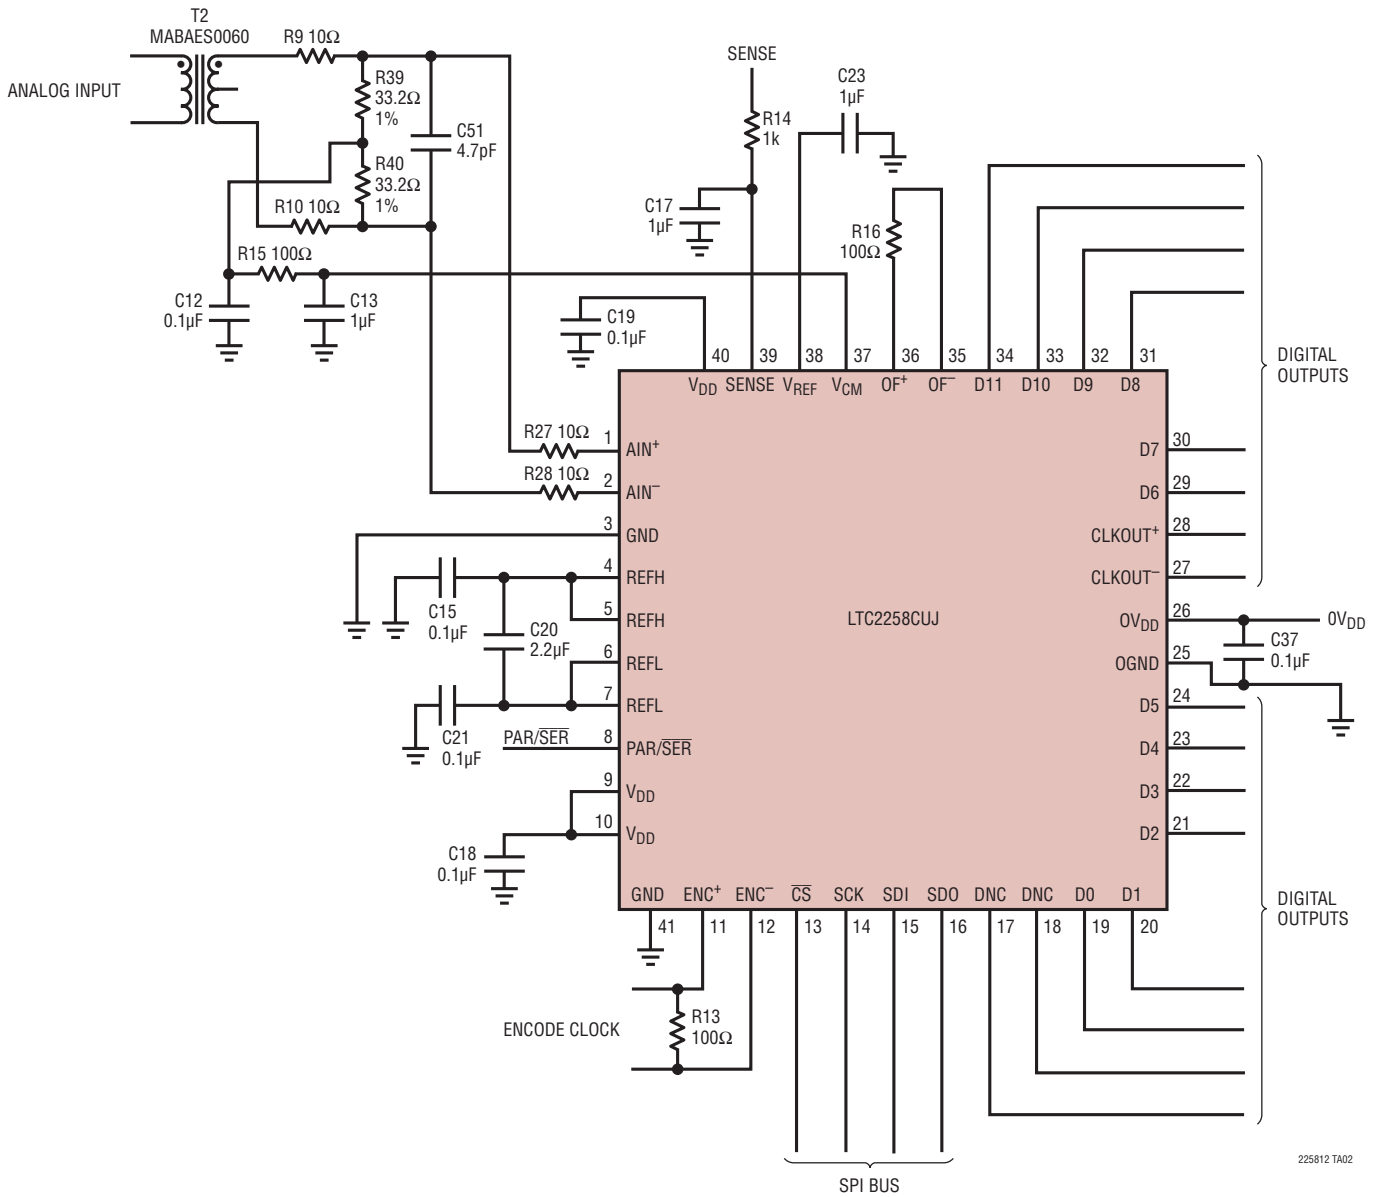 T2
MABAES0060
ANALOG INPUT
R9 10Ω
R39
33.2Ω
1%
C51
4.7pF
R40
33.2Ω
1%
R10 10Ω
R15 100Ω
C12
0.1µF
C13
1µF
SENSE
R14
1k
C17
1µF
C23
1µF
R16
100Ω
C19
0.1µF
40 39 38 37 36 35 34 33 32 31
VDD SENSE VREF VCM OF+ OF– D11 D10 D9 D8
DIGITAL
OUTPUTS
R27 10Ω
1
AIN+
R28 10Ω
2
AIN–
3
GND
4
REFH
5
REFH
6
REFL
7
REFL
8
PAR/SER
PAR/SER
9
VDD
10
VDD
C15
0.1µF
C20
2.2µF
C21
0.1µF
C18
0.1µF
LTC2258CUJ
D7
30
D6
29
CLKOUT+
28
CLKOUT–
27
OVDD
26
0VDD
C37
0.1µF
OGND
25
D5
24
D4
23
D3
22
D2
21
DIGITAL
OUTPUTS
GND ENC+ ENC– CS SCK SDI SDO DNC DNC D0 D1
41 11 12 13 14 15 16 17 18 19 20
ENCODE CLOCK
R13
100Ω
SPI BUS
225812 TA02